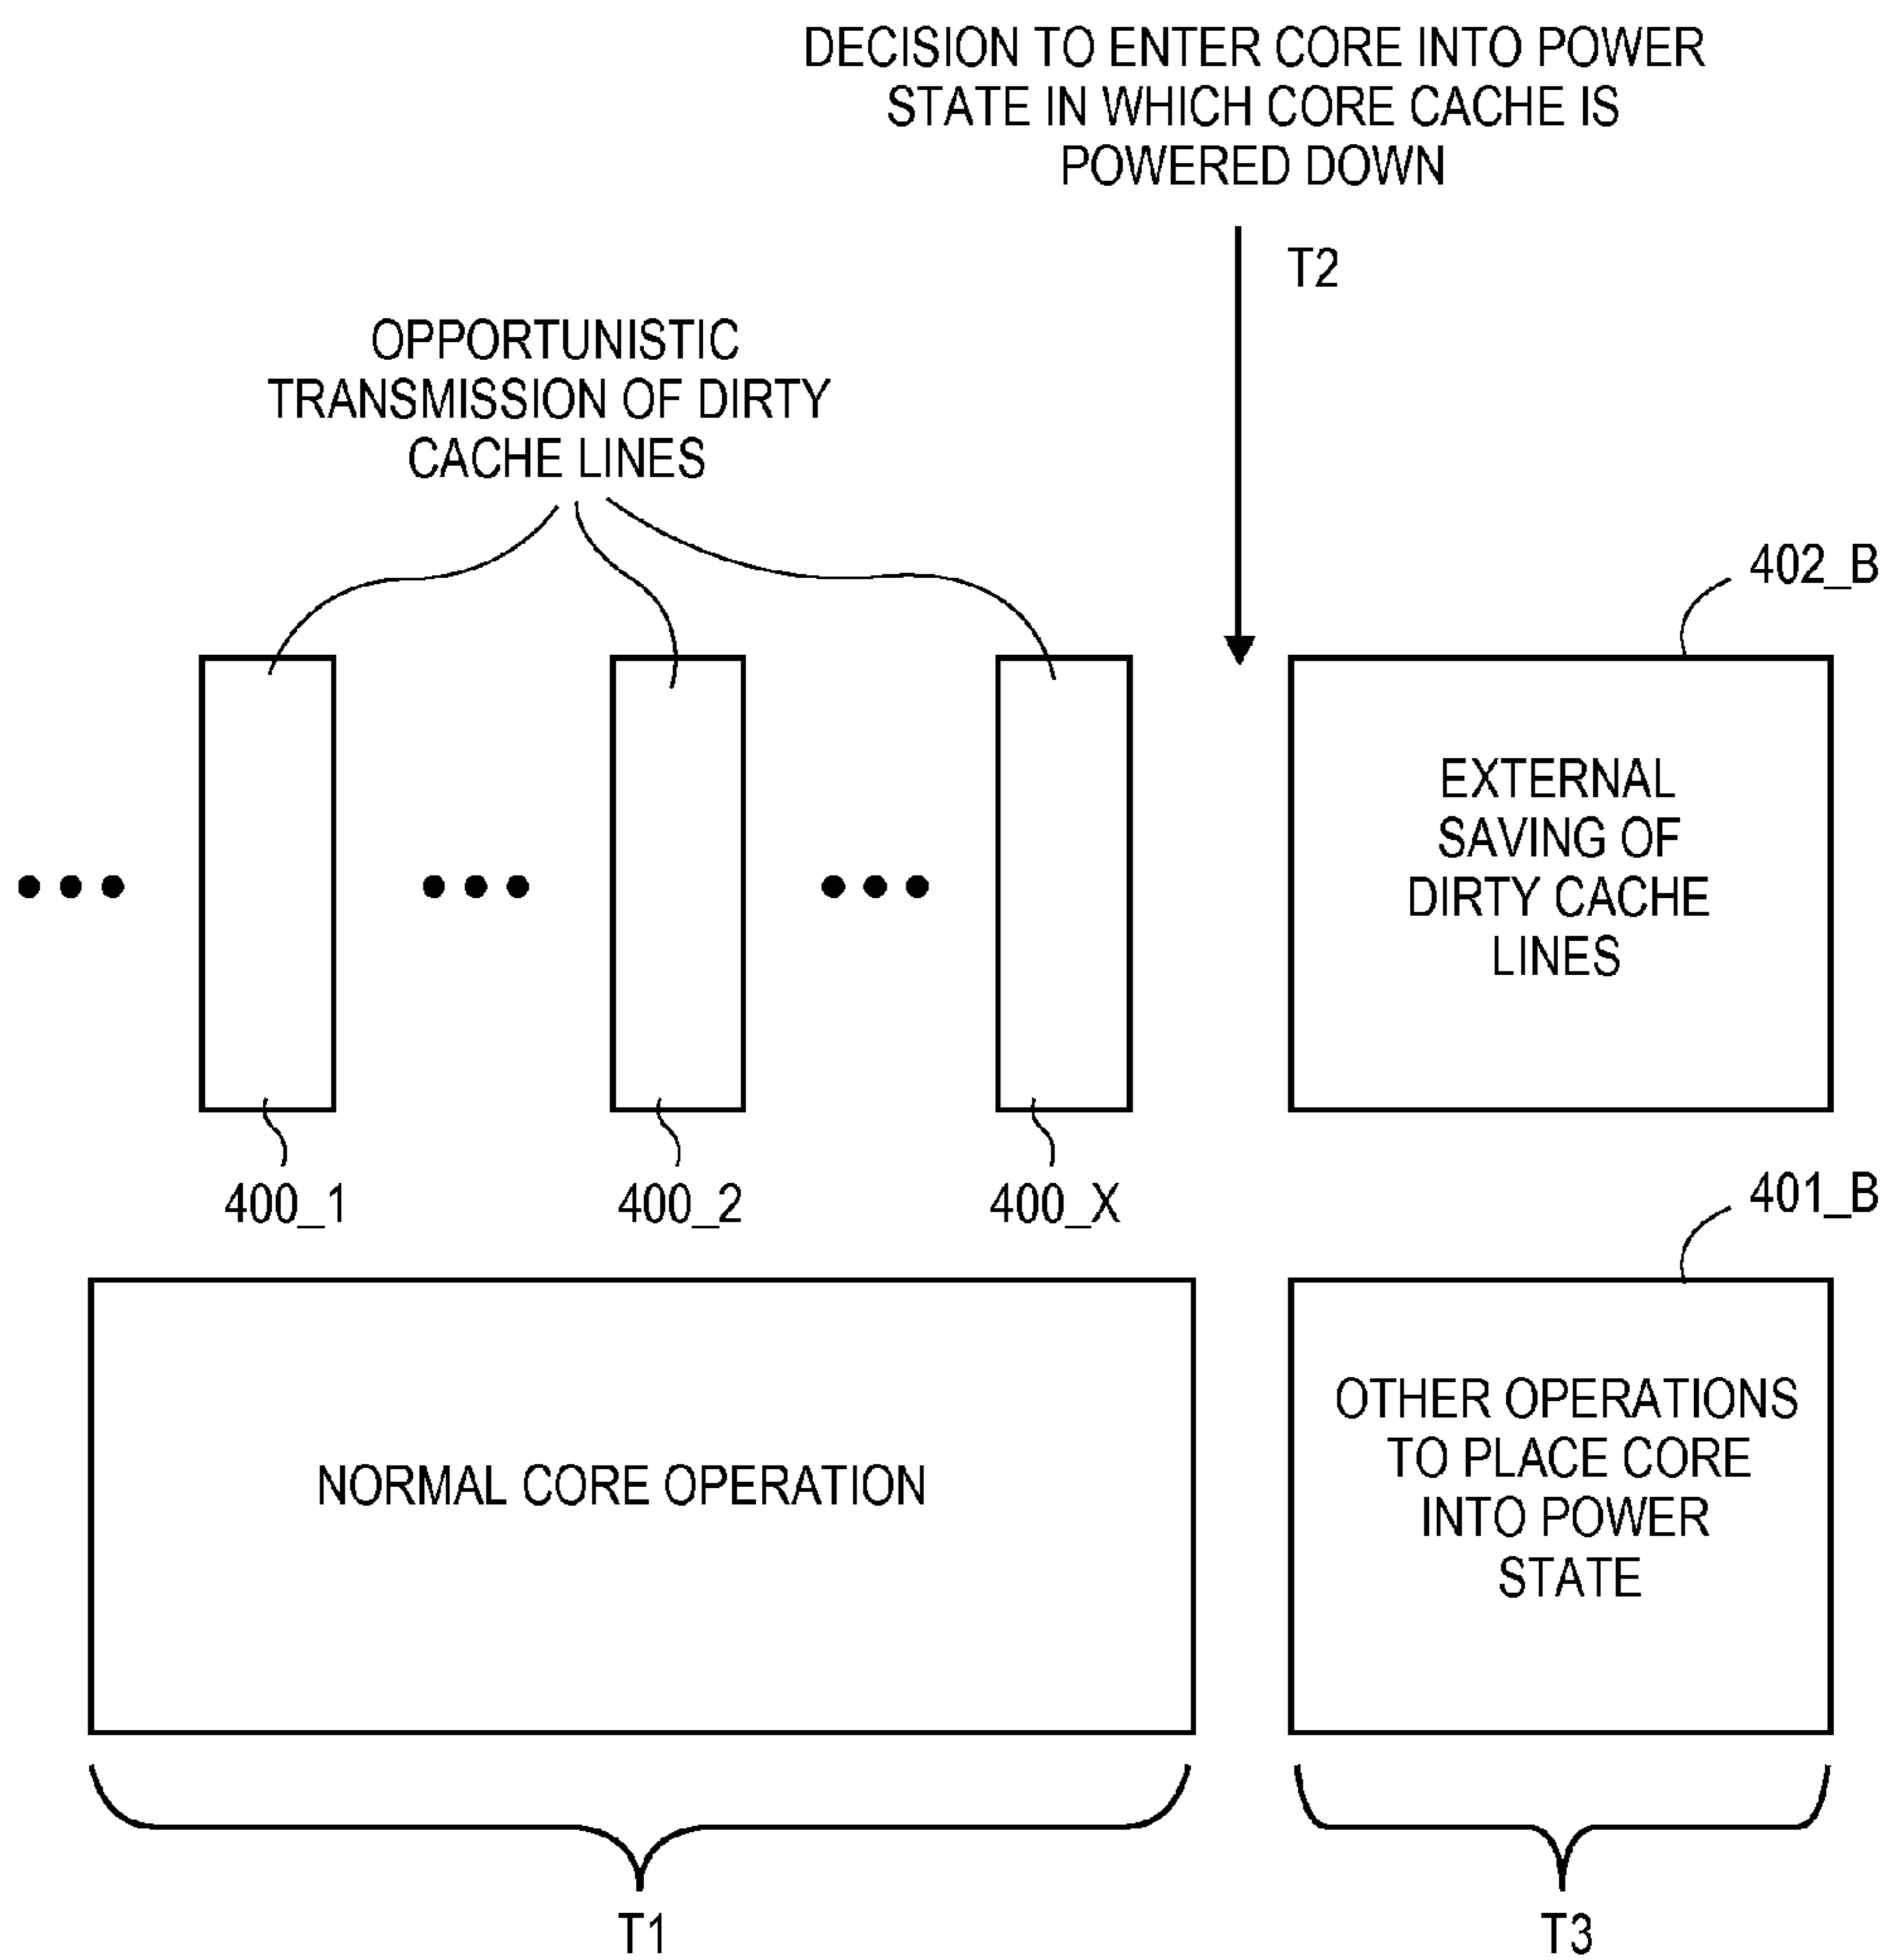 DECISION TO ENTER CORE INTO POWER
STATE IN WHICH CORE CACHE IS
POWERED DOWN
T2
OPPORTUNISTIC
TRANSMISSION OF DIRTY
CACHE LINES
402_B
EXTERNAL
SAVING OF
DIRTY CACHE
LINES
400_1
400_2
400_X
401_B
NORMAL CORE OPERATION
OTHER OPERATIONS
TO PLACE CORE
INTO POWER
STATE
T1
T3